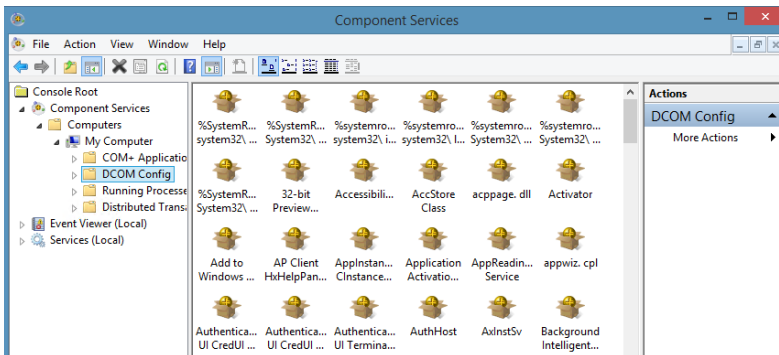 Component Services
File Action View Window Help
Console Root
Component Services
Computers
My Computer
COM+ Applicatio
DCOM Config
Running Processe
Distributed Trans
Event Viewer (Local)
Services (Local)
%SystemR... %SystemR... %systemro... %systemro... %systemro... %systemro...
system32\ ... System32\ ... system32\ i... system32\ l... System32\ ... System32\ ...
%SystemR... 32-bit Accessibili... AccStore acppage. dll Activator
System32\ ... Preview... Class
Add to AP Client AppInstan... Application AppReadin... appwiz. cpl
Windows ... HxHelpPan... CInstance... Activatio... Service
Authentica... Authentica... Authentica... AuthHost AxInstSv Background
UI CredUI ... UI CredUI ... UI Termina... Intelligent...
Actions
DCOM Config
More Actions